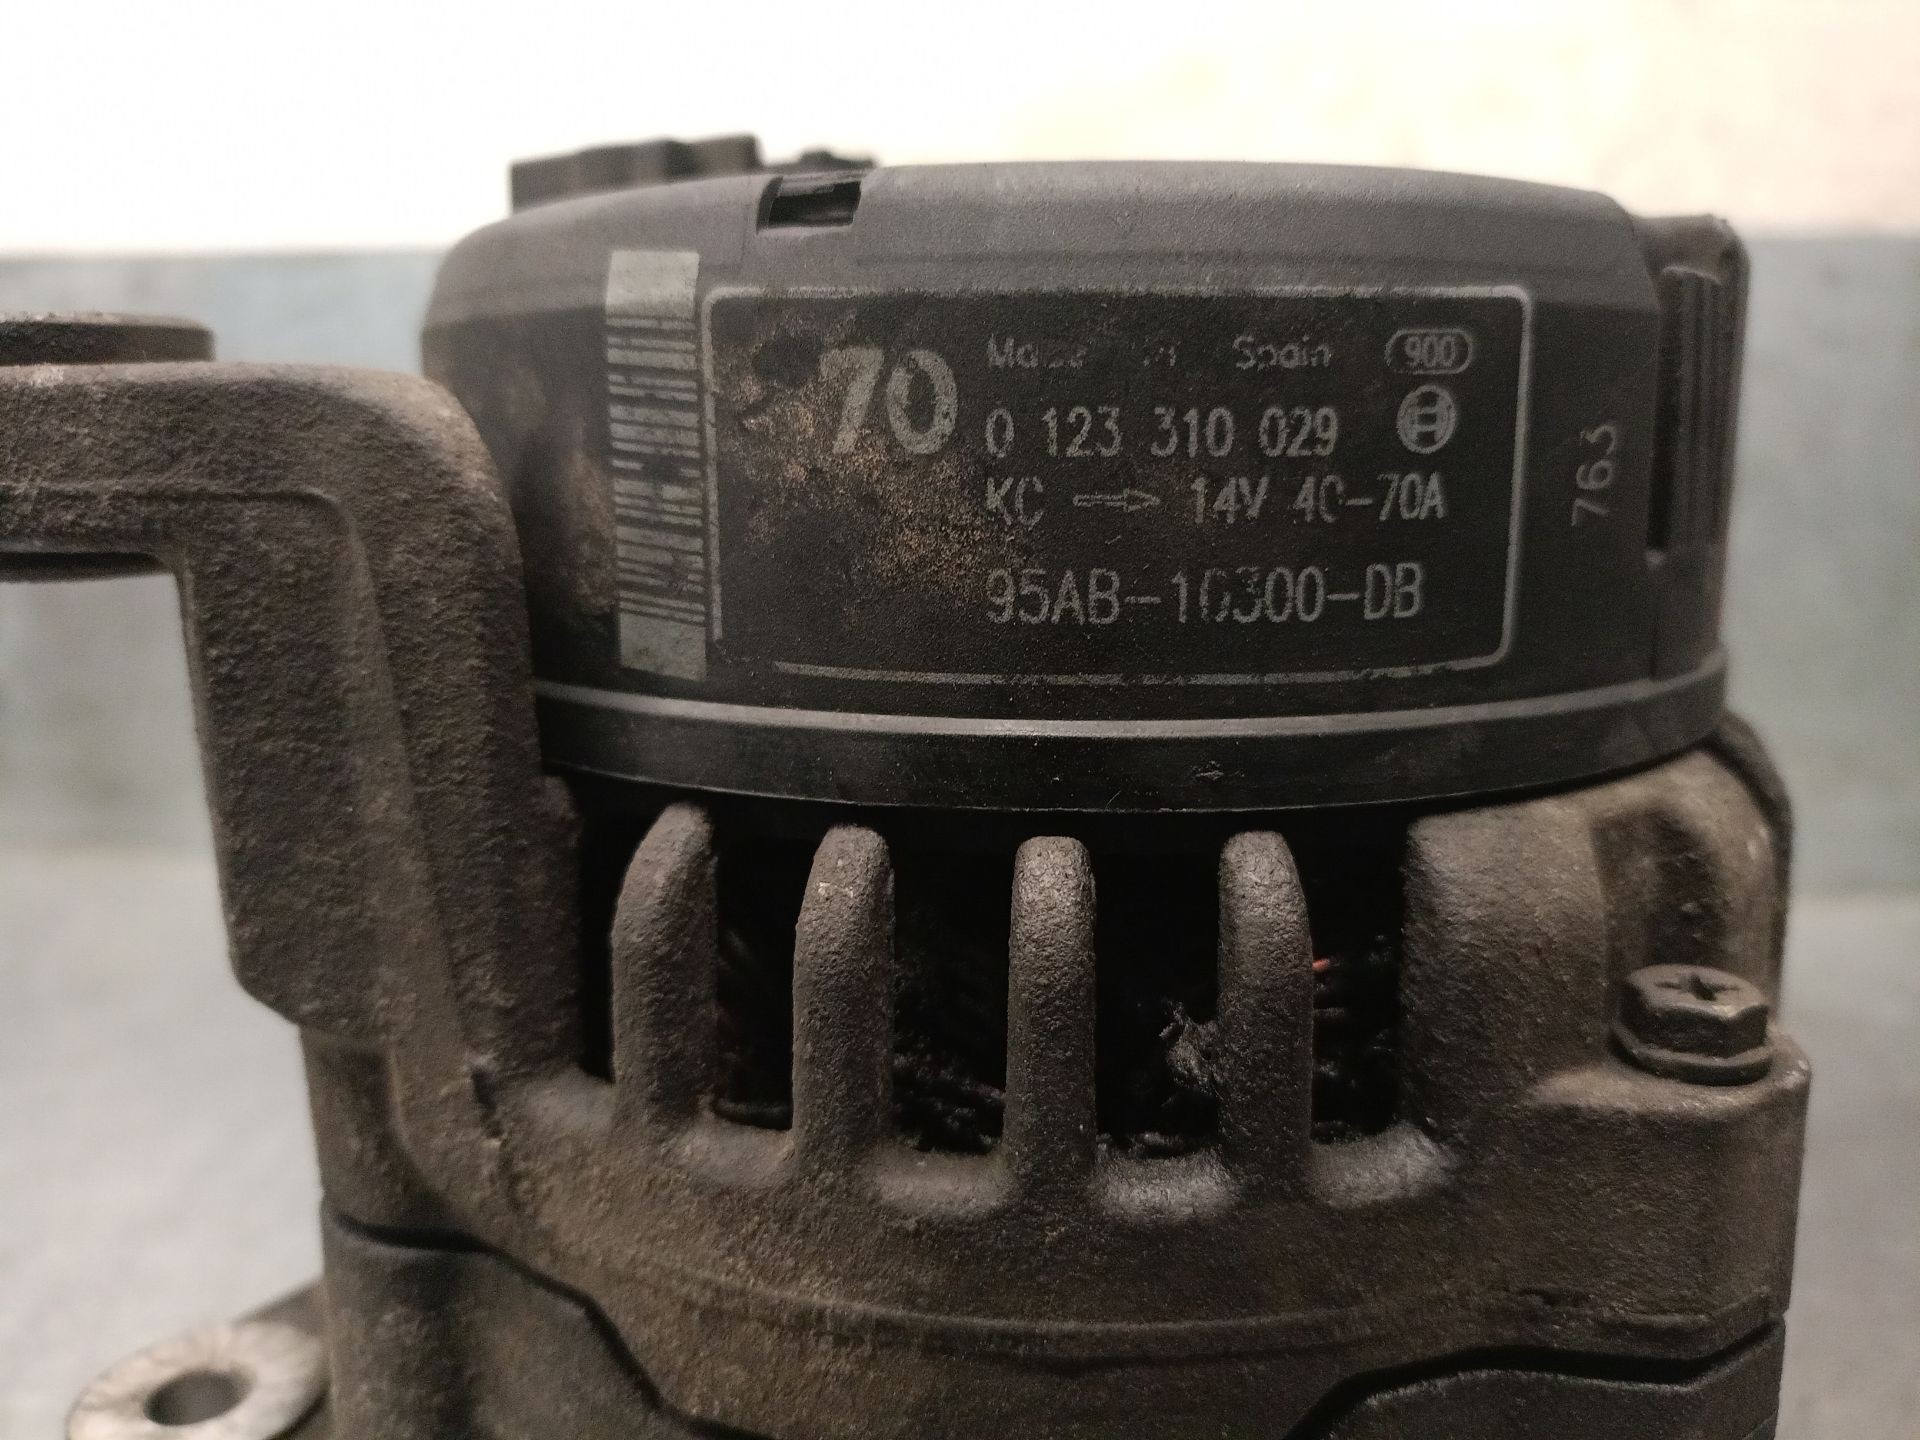 70
Made in Spain 900
0 123 310 029
KC → 14V 40-70A
95AB-10300-DB
763